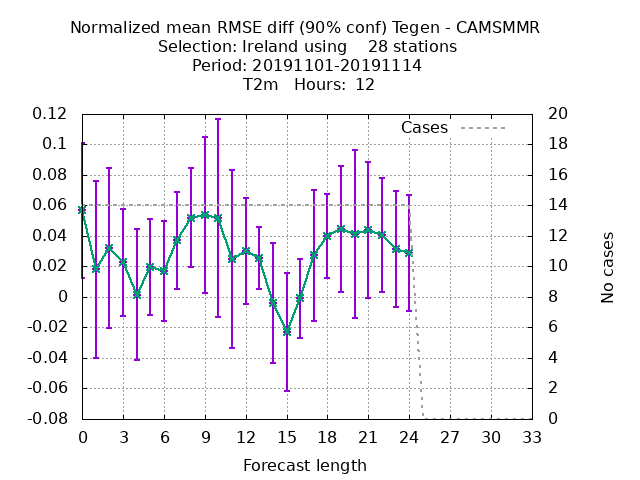 Normalized mean RMSE diff (90% conf) Tegen - CAMSMMR
Selection: Ireland using 28 stations
Period: 20191101-20191114
T2m Hours: 12
Cases
0.12
0.1
0.08
0.06
0.04
0.02
0
-0.02
-0.04
-0.06
-0.08
20
18
16
14
12
10
8
6
4
2
0
No cases
0 3 6 9 12 15 18 21 24 27 30 33
Forecast length